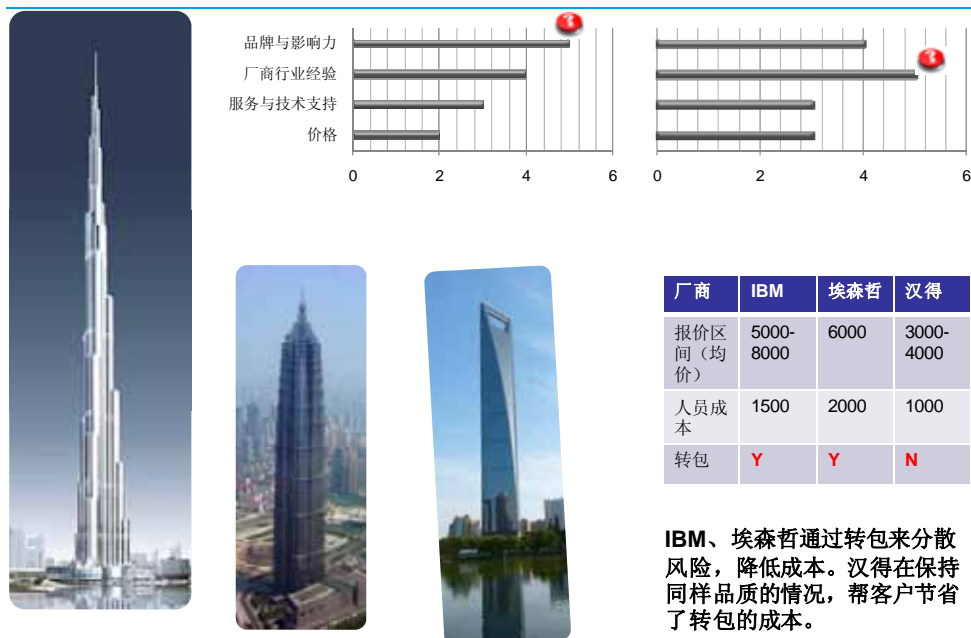 品牌与影响力
厂商行业经验
服务与技术支持
价格
0 2 4 6
0 2 4 6
厂商 IBM 埃森哲 汉得
报价区 5000- 6000 3000-
间（均 8000 4000
价）
人员成 1500 2000 1000
本
转包 Y Y N
IBM、埃森哲通过转包来分散
风险，降低成本。汉得在保持
同样品质的情况，帮客户节省
了转包的成本。